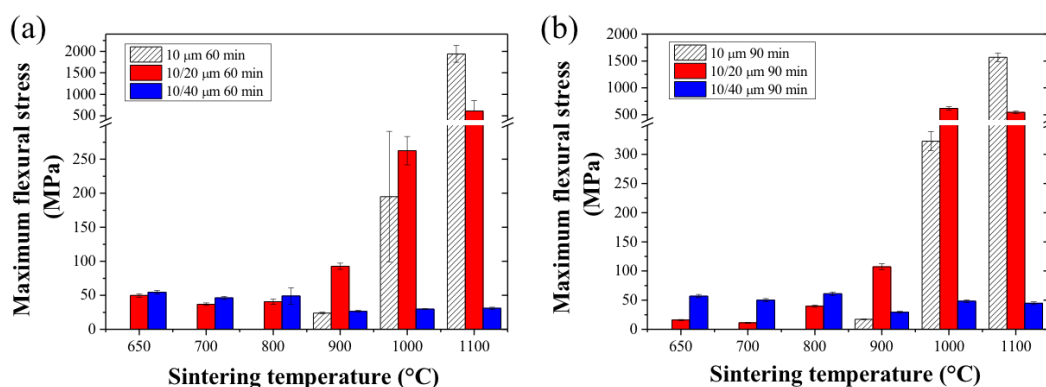 (a)
Maximum flexural stress
(MPa)
2000
1500
1000
500
250
200
150
100
50
0
10 μm 60 min
10/20 μm 60 min
10/40 μm 60 min
650 700 800 900 1000 1100
Sintering temperature (°C)
(b)
Maximum flexural stress
(MPa)
2000
1500
1000
500
300
250
200
150
100
50
0
10 μm 90 min
10/20 μm 90 min
10/40 μm 90 min
650 700 800 900 1000 1100
Sintering temperature (°C)